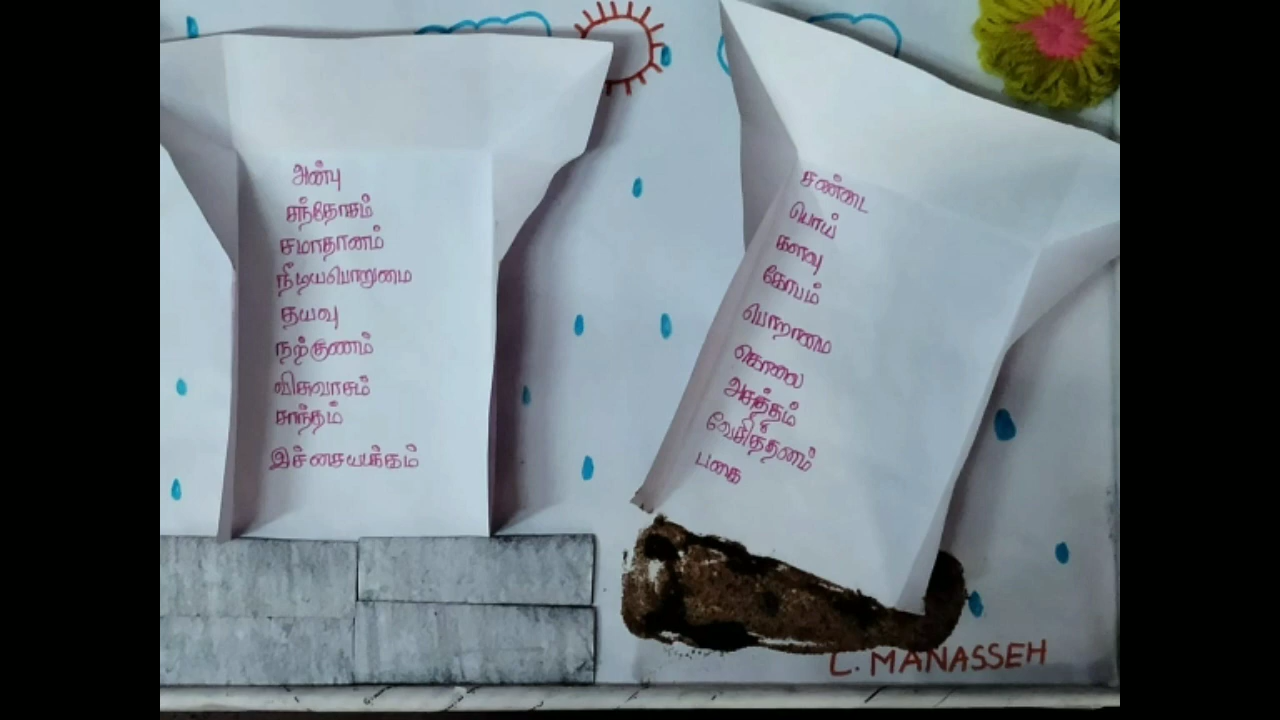 அன்பு
சந்தோசம்
சமாதானம்
நீடியபொறுமை
தயவு
நற்குணம்
விசுவாசம்
சாந்தம்
இச்சையடக்கம்
சண்டை
பொய்
களவு
கோபம்
பொறாமை
கொலை
அசுத்தம்
வேசித்தனம்
பகை
C. MANASSEH